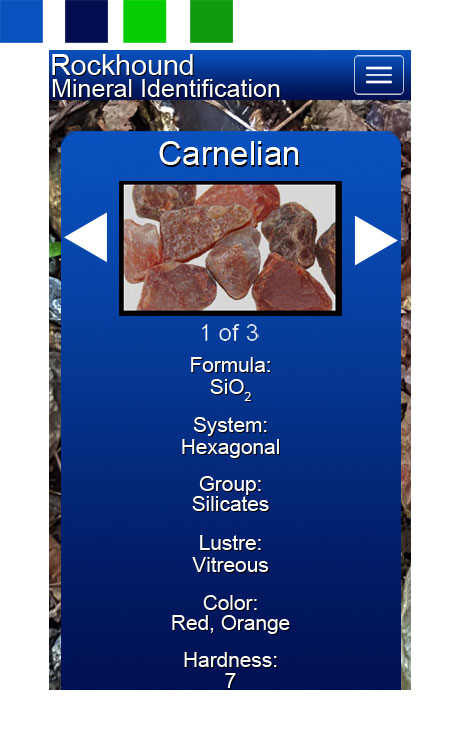 Rockhound
Mineral Identification
Carnelian
1 of 3
Formula:
SiO₂
System:
Hexagonal
Group:
Silicates
Lustre:
Vitreous
Color:
Red, Orange
Hardness:
7